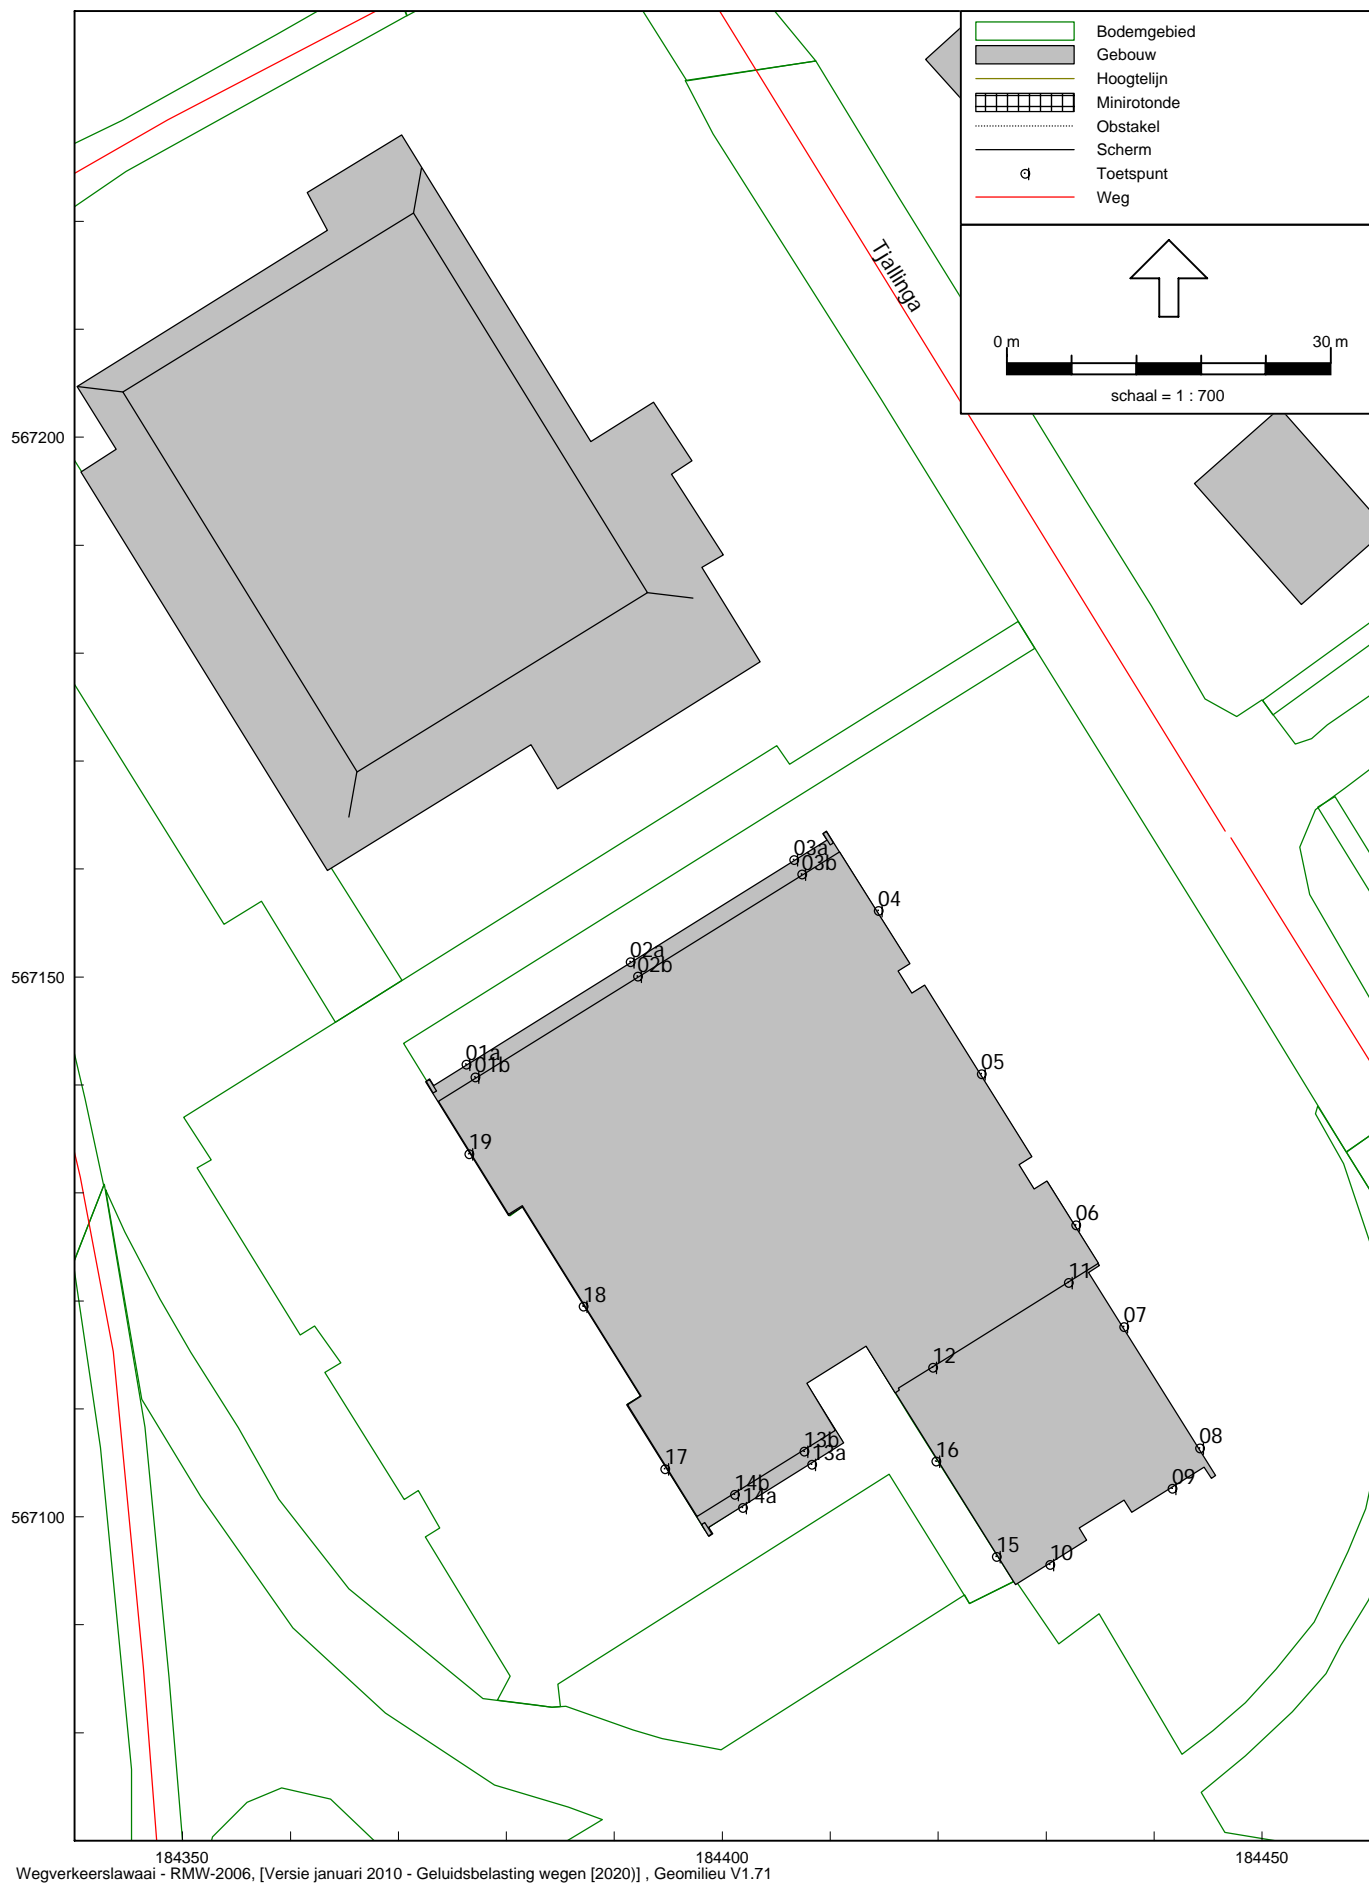 Bodemgebied
Gebouw
Hoogtelijn
Minirotonde
Obstakel
Scherm
Toetspunt
Weg
Tjallinga
0 m 30 m
schaal = 1 : 700
567200
03a
03b
04
02a
02b
567150
01a
01b
05
19
06
11
18
07
12
13b
13a
16
08
17
09
14b
14a
567100
15
10
184350 184400 184450
Wegverkeerslawaai - RMW-2006, [Versie januari 2010 - Geluidsbelasting wegen [2020)] , Geomilieu V1.71